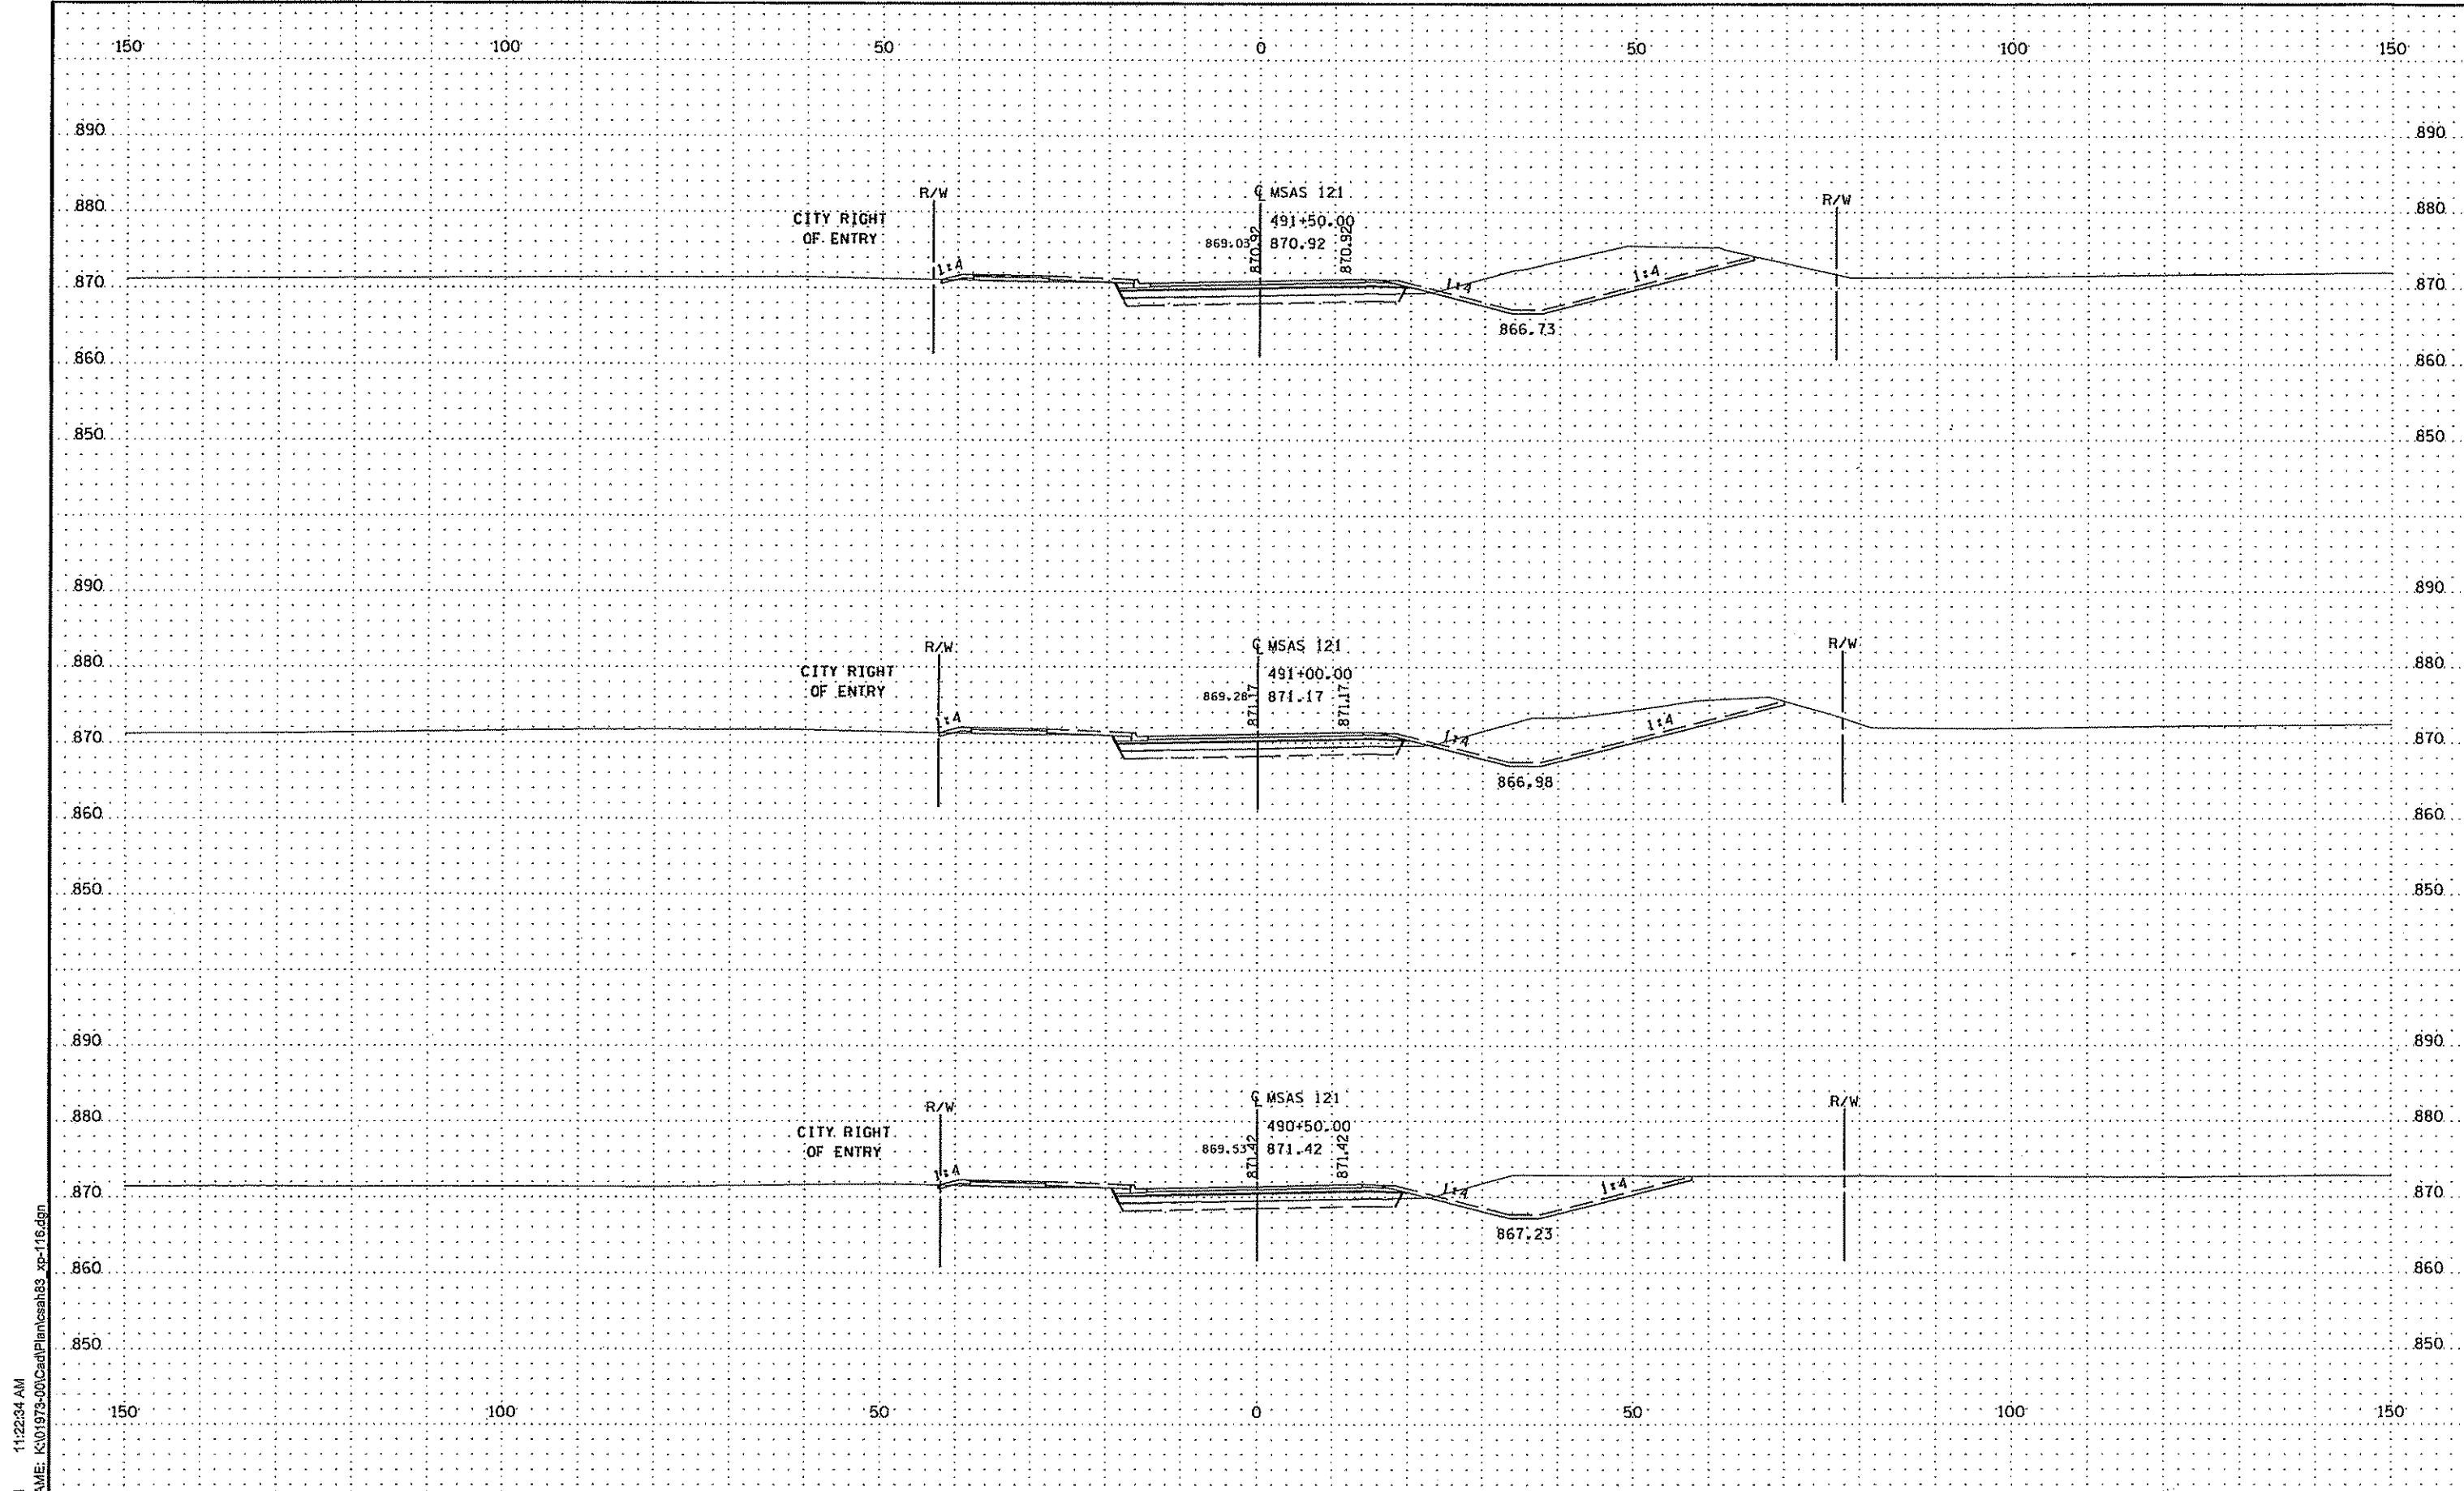 150 100 50 0 50 100 150
890 890
R/W ℄ MSAS 121 R/W
880 880
CITY RIGHT 491+50.00
OF ENTRY 869.03 870.92 870.92 870.92
1:4 1:4 1:4
870 870
866.73
860 860
850 850
890 890
R/W ℄ MSAS 121 R/W
880 880
CITY RIGHT 491+00.00
OF ENTRY 869.28 871.17 871.17 871.17
1:4 1:4 1:4
870 870
866.98
860 860
850 850
890 890
R/W ℄ MSAS 121 R/W
880 880
CITY RIGHT 490+50.00
OF ENTRY 869.53 871.42 871.42 871.42
1:4 1:4 1:4
870 870
867.23
860 860
850 850
150 100 50 0 50 100 150
11:22:34 AM
AME: K:\01973-00\Cad\Plan\csah83_xp-116.dgn